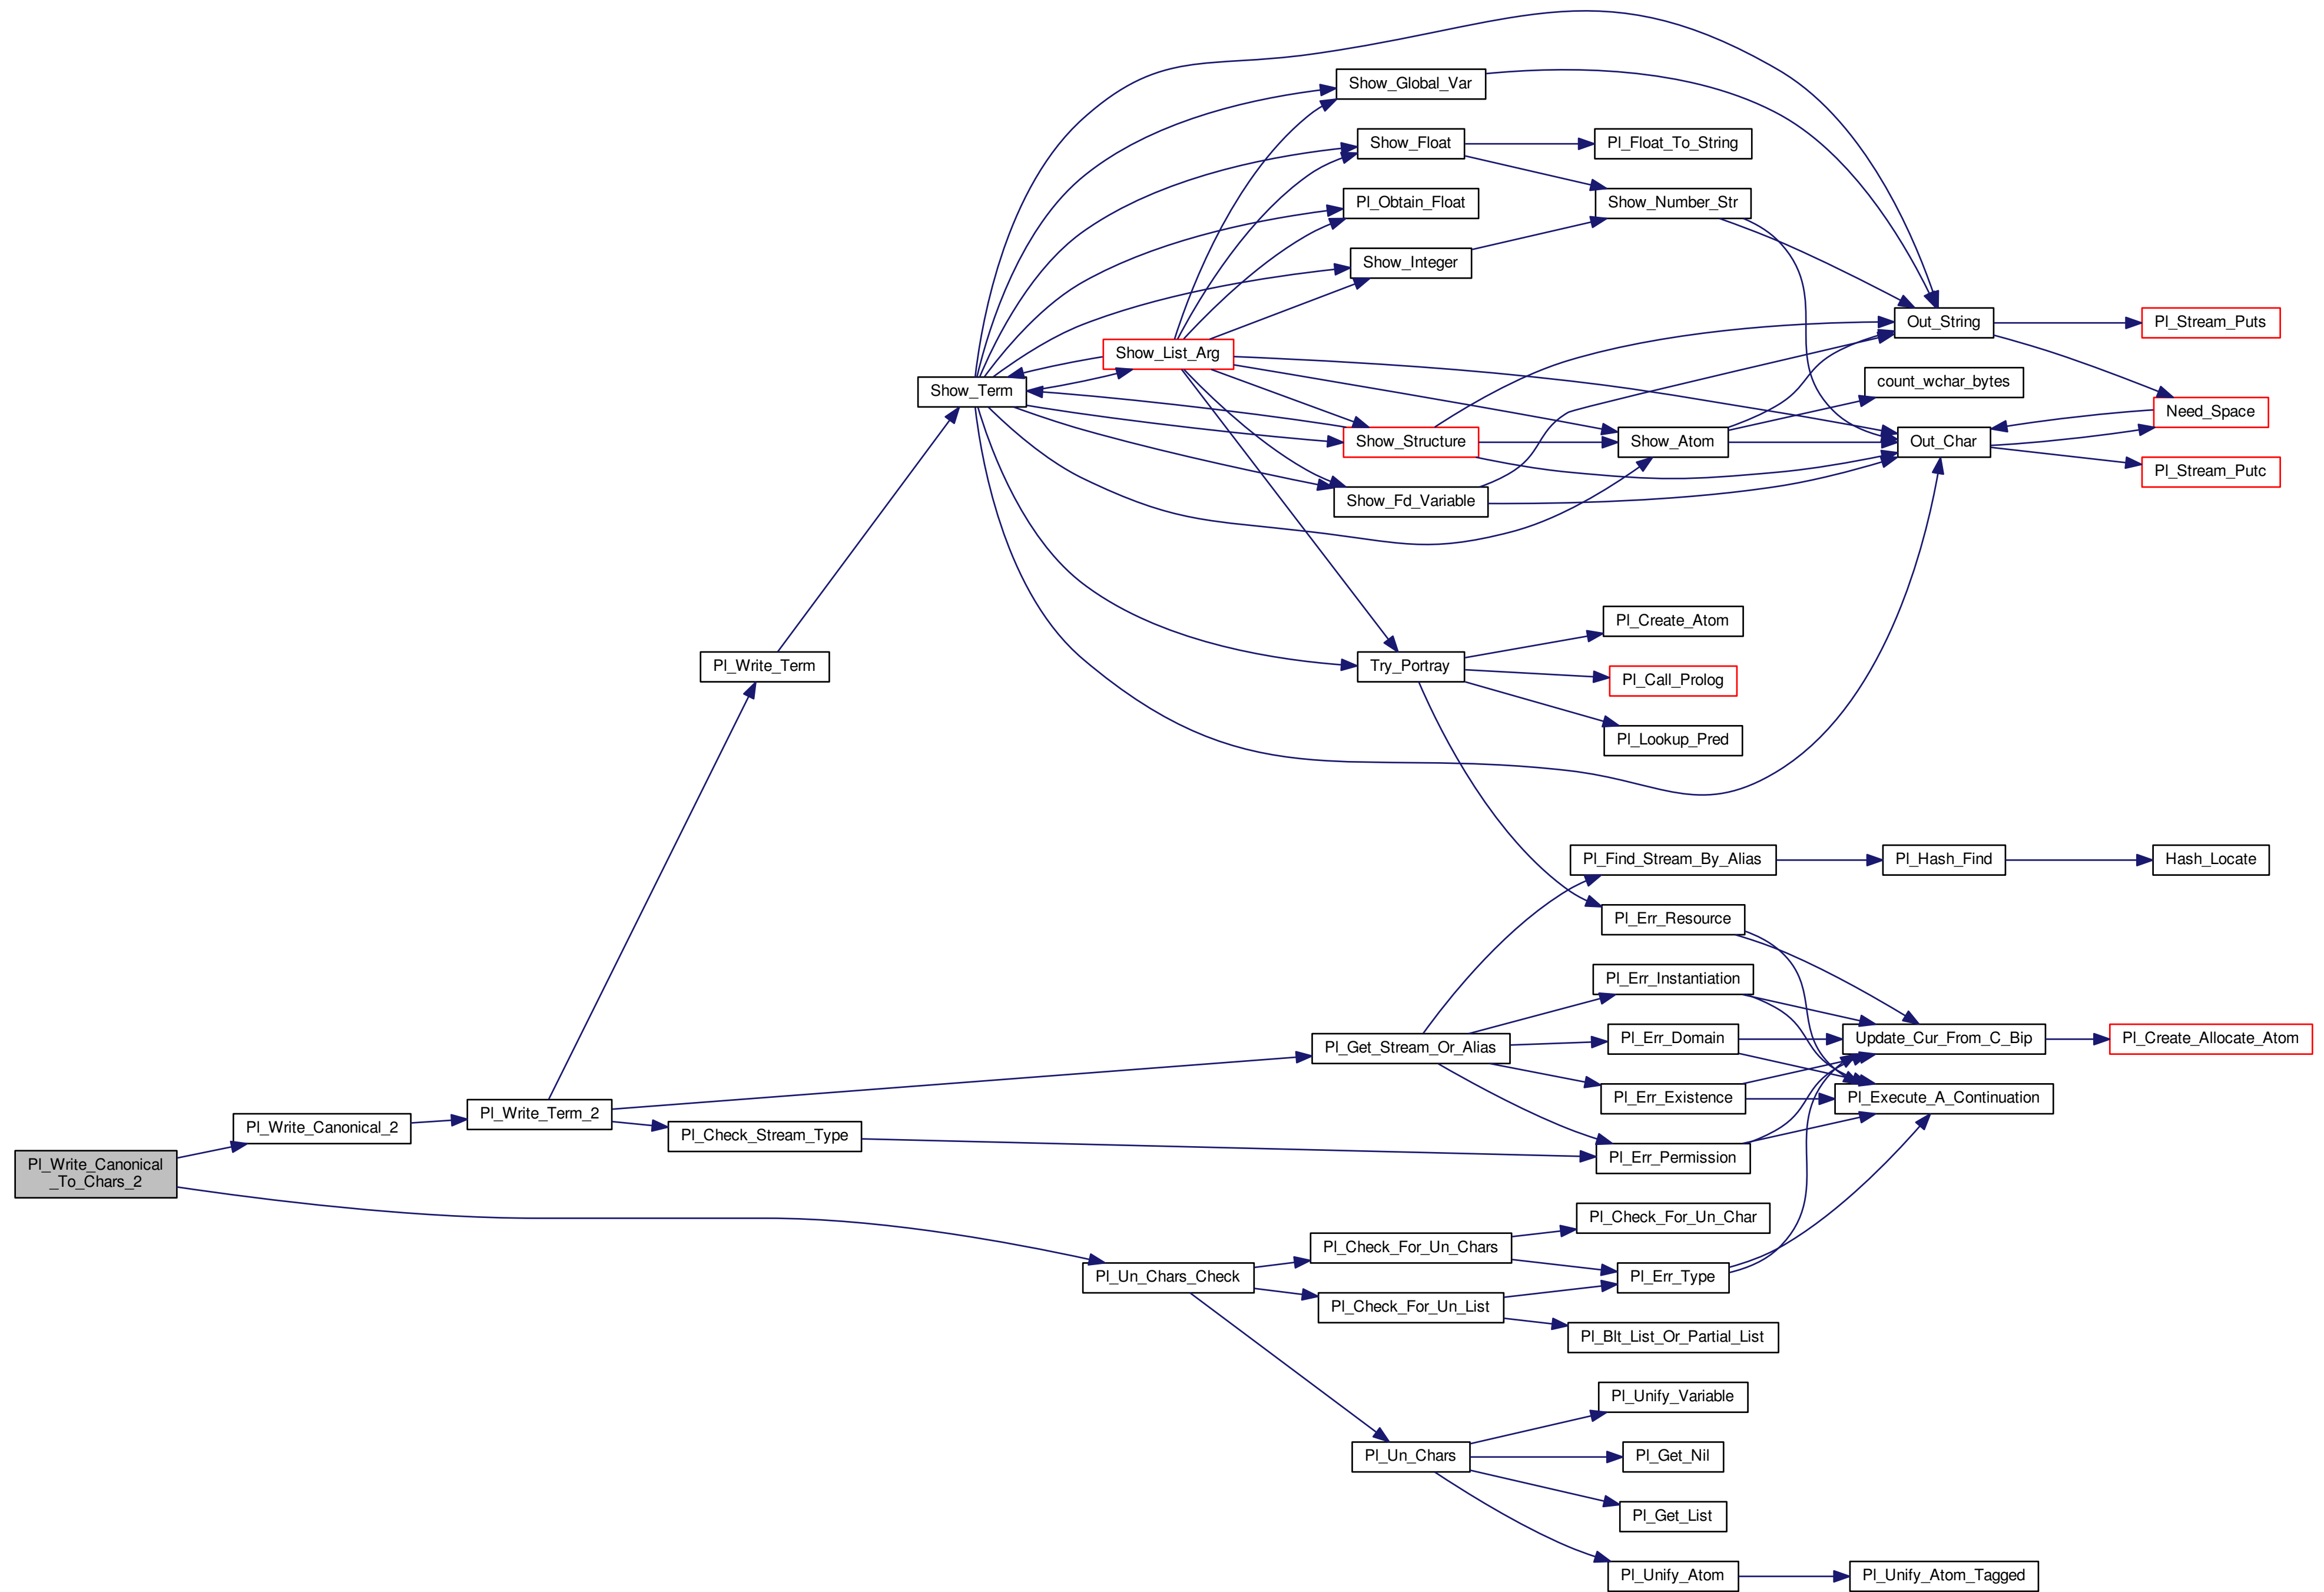 Show_Global_Var
Show_Float
Pl_Float_To_String
Pl_Obtain_Float
Show_Number_Str
Show_Integer
Out_String
Pl_Stream_Puts
Show_List_Arg
Show_Term
count_wchar_bytes
Need_Space
Show_Structure
Show_Atom
Out_Char
Pl_Stream_Putc
Show_Fd_Variable
Pl_Create_Atom
Pl_Write_Term
Try_Portray
Pl_Call_Prolog
Pl_Lookup_Pred
Pl_Find_Stream_By_Alias
Pl_Hash_Find
Hash_Locate
Pl_Err_Resource
Pl_Err_Instantiation
Pl_Get_Stream_Or_Alias
Pl_Err_Domain
Update_Cur_From_C_Bip
Pl_Create_Allocate_Atom
Pl_Err_Existence
Pl_Execute_A_Continuation
Pl_Write_Term_2
Pl_Write_Canonical_2
Pl_Check_Stream_Type
Pl_Err_Permission
Pl_Write_Canonical
_To_Chars_2
Pl_Check_For_Un_Char
Pl_Check_For_Un_Chars
Pl_Un_Chars_Check
Pl_Err_Type
Pl_Check_For_Un_List
Pl_Blt_List_Or_Partial_List
Pl_Unify_Variable
Pl_Un_Chars
Pl_Get_Nil
Pl_Get_List
Pl_Unify_Atom
Pl_Unify_Atom_Tagged